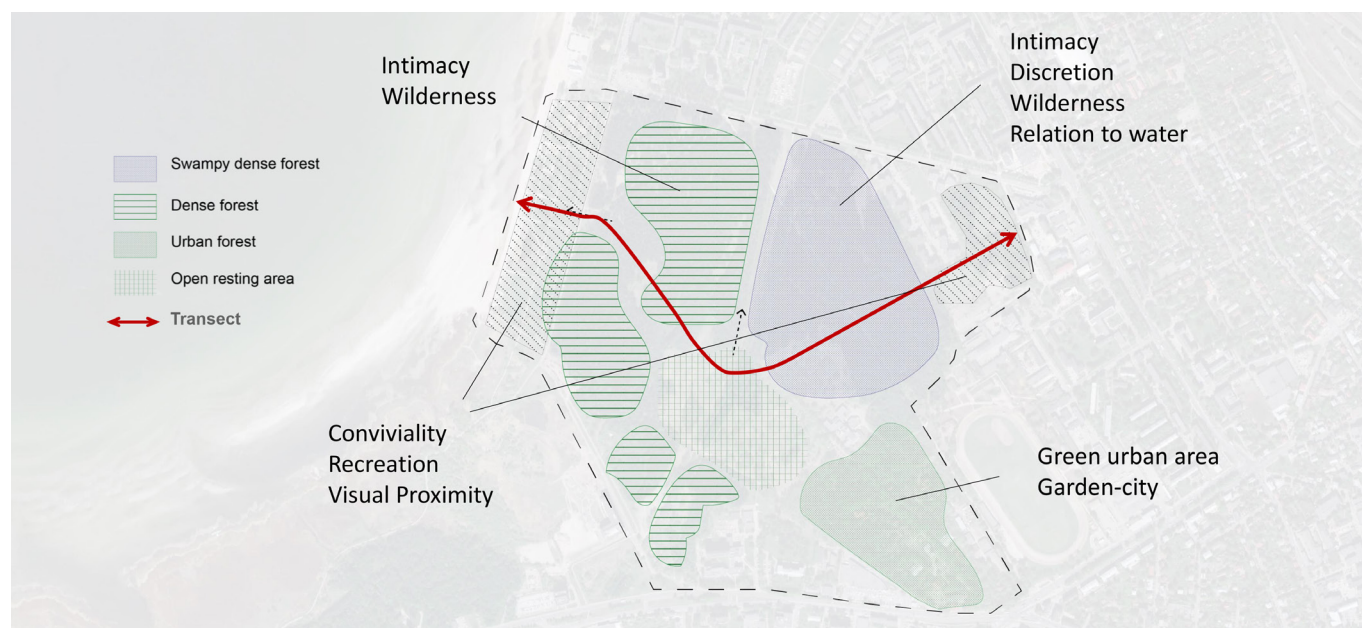 Intimacy
Wilderness
Intimacy
Discretion
Wilderness
Relation to water
Swampy dense forest
Dense forest
Urban forest
Open resting area
Transect
Conviviality
Recreation
Visual Proximity
Green urban area
Garden-city